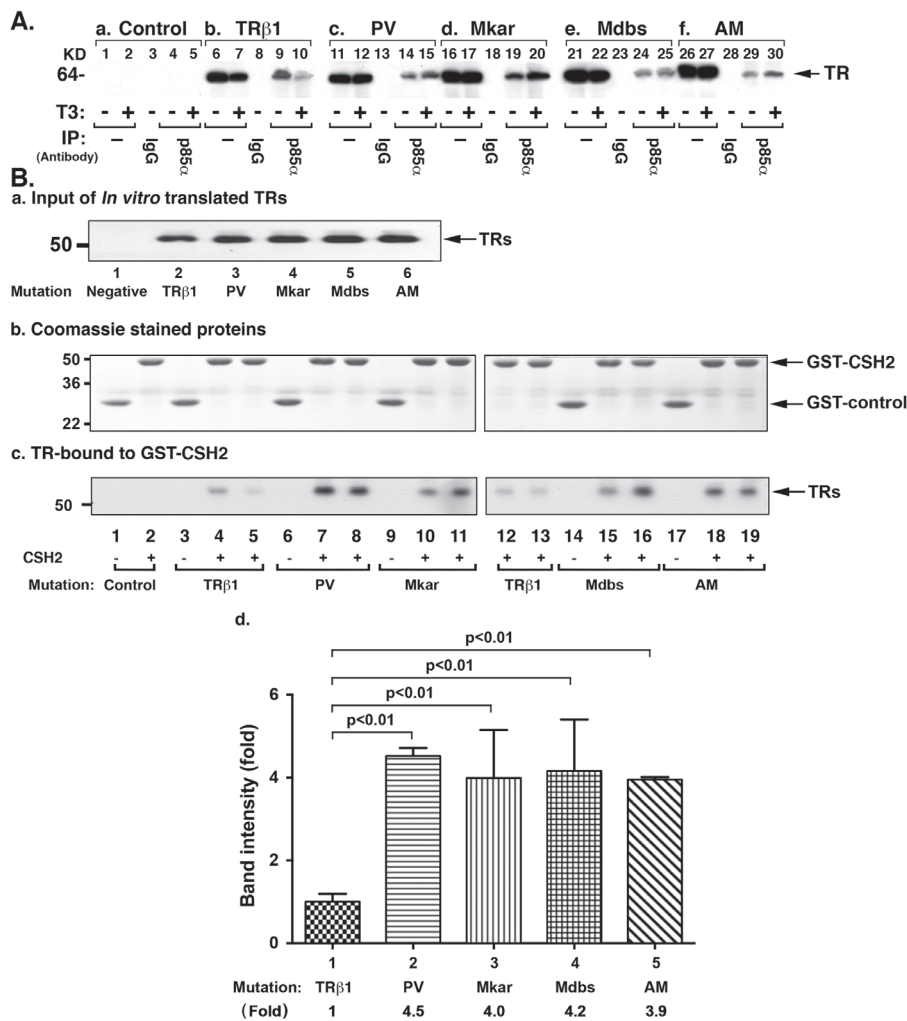 A.
a. Control b. TRβ1 c. PV d. Mkar e. Mdbs f. AM
KD 1 2 3 4 5 6 7 8 9 10 11 12 13 14 15 16 17 18 19 20 21 22 23 24 25 26 27 28 29 30
64- TR
T3: - + - + - + - + - + - + - + - + - + - + - + - +
IP: - IgG p85α - IgG p85α - IgG p85α - IgG p85α - IgG p85α - IgG p85α
(Antibody)
B.
a. Input of In vitro translated TRs
50 TRs
1 2 3 4 5 6
Mutation Negative TRβ1 PV Mkar Mdbs AM
b. Coomassie stained proteins
50 GST-CSH2
36
GST-control
22
c. TR-bound to GST-CSH2
TRs
50
1 2 3 4 5 6 7 8 9 10 11 12 13 14 15 16 17 18 19
CSH2 - + - + + - + + - + + + + - + + - + +
Mutation: Control TRβ1 PV Mkar TRβ1 Mdbs AM
d.
p<0.01
p<0.01
p<0.01
p<0.01
Band intensity (fold)
6
4
2
0
1 2 3 4 5
Mutation: TRβ1 PV Mkar Mdbs AM
(Fold) 1 4.5 4.0 4.2 3.9